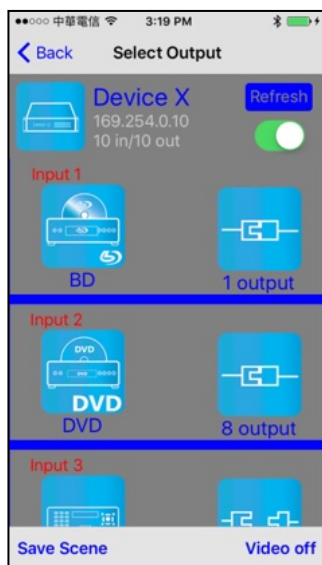 中華電信 3:19 PM
Back Select Output
Device X Refresh
169.254.0.10
10 in/10 out
Input 1
BD 1 output
Input 2
DVD
DVD
DVD 8 output
Input 3
Save Scene Video off